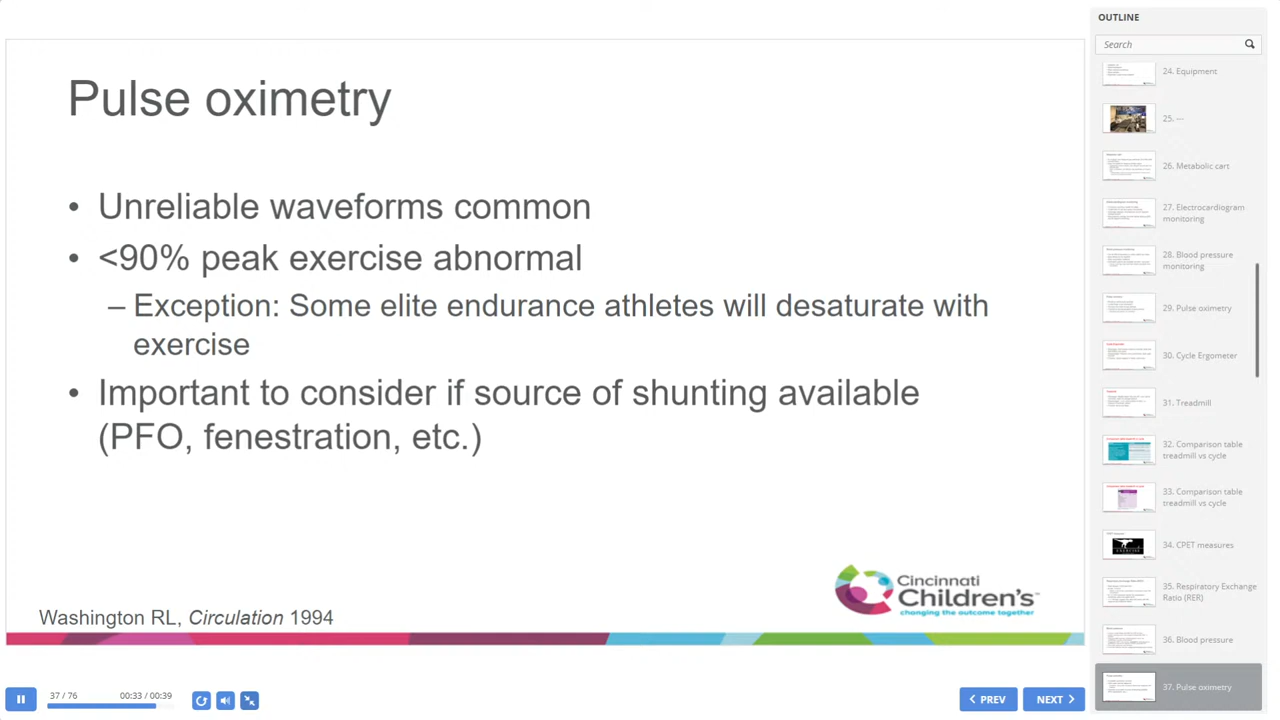 Pulse oximetry
• Unreliable waveforms common
• <90% peak exercise abnormal
– Exception: Some elite endurance athletes will desaturate with
exercise
• Important to consider if source of shunting available
(PFO, fenestration, etc.)
Washington RL, Circulation 1994
Cincinnati
Children's™
changing the outcome together
37 / 76
00:33 / 00:39
PREV
NEXT
OUTLINE
Search
24. Equipment
25. ---
26. Metabolic cart
27. Electrocardiogram
monitoring
28. Blood pressure
monitoring
29. Pulse oximetry
30. Cycle Ergometer
31. Treadmill
32. Comparison table
treadmill vs cycle
33. Comparison table
treadmill vs cycle
34. CPET measures
35. Respiratory Exchange
Ratio (RER)
36. Blood pressure
37. Pulse oximetry